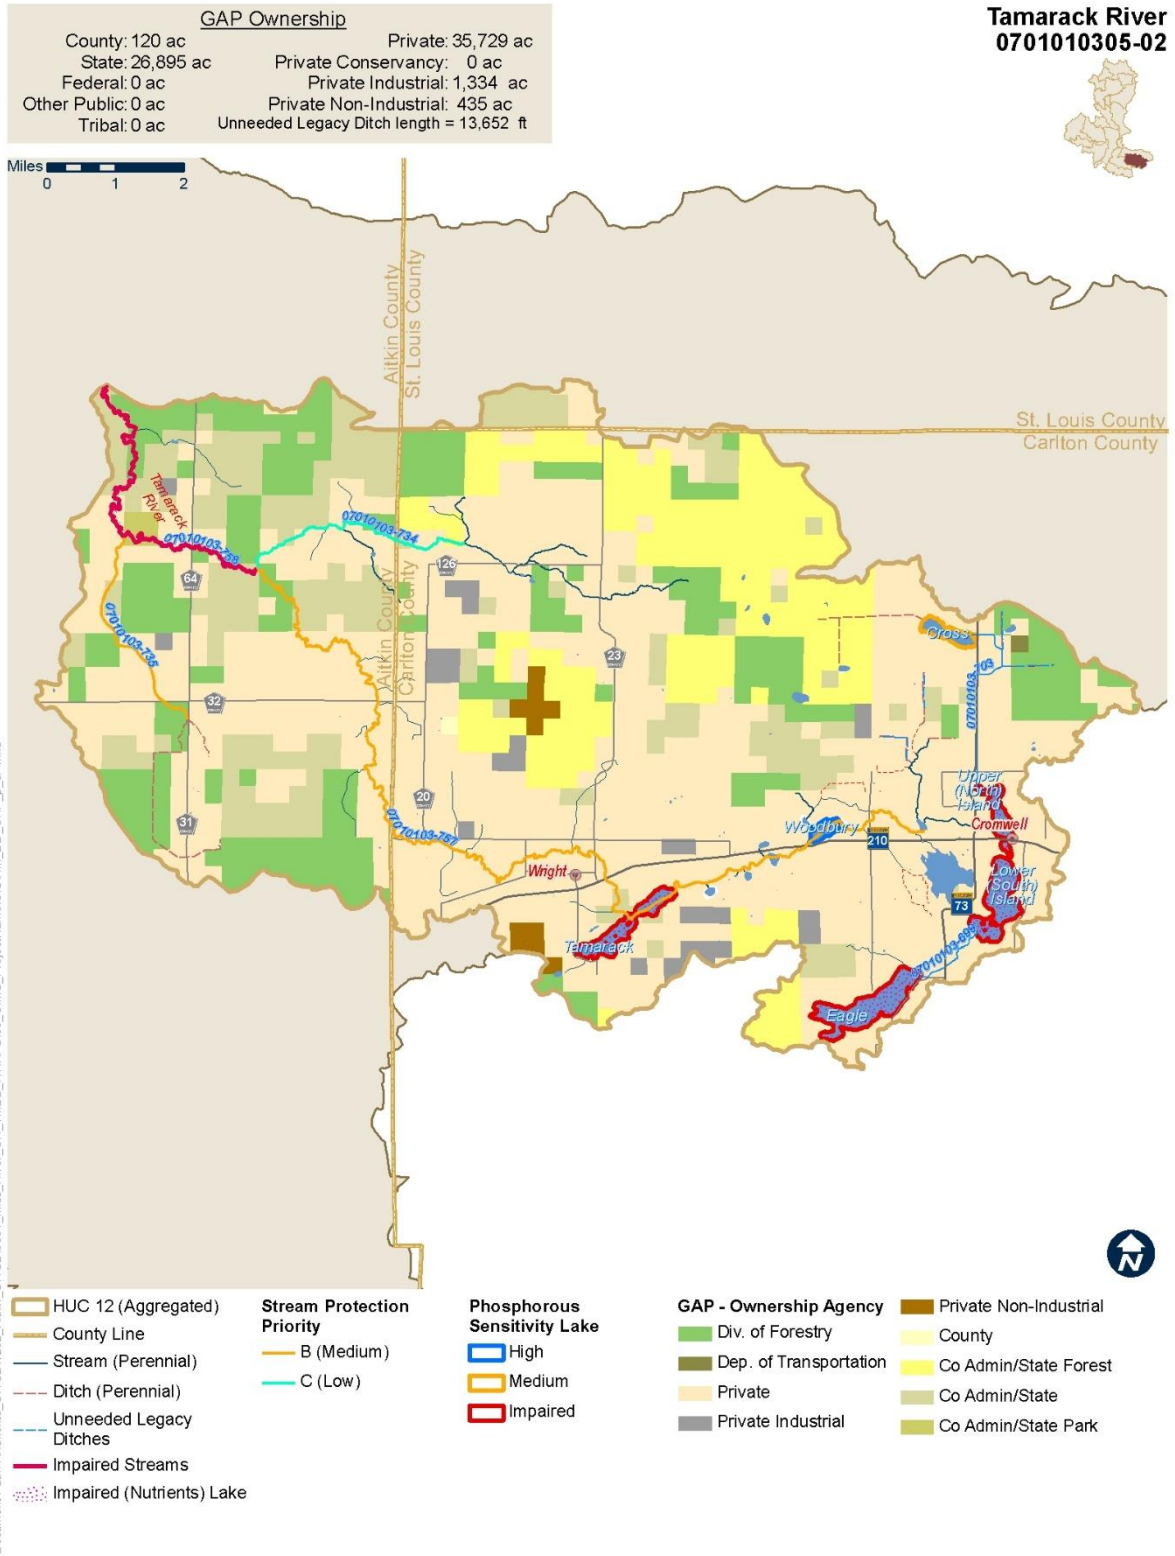 GAP Ownership
County: 120 ac
State: 26,895 ac
Federal: 0 ac
Other Public: 0 ac
Tribal: 0 ac
Private: 35,729 ac
Private Conservancy: 0 ac
Private Industrial: 1,334 ac
Private Non-Industrial: 435 ac
Unneeded Legacy Ditch length = 13,652 ft
Tamarack River
0701010305-02
Miles
0 1 2
Aitkin County
St. Louis County
St. Louis County
Carlton County
Tamarack
River
07010103-758
07010103-734
126
64
07010103-735
Aitkin County
Carlton County
23
32
Cross
07010103-703
20
31
07010103-757
Upper
(North)
Island
Woodbury
Cromwell
210
Wright
Lower
(South)
Island
73
Tamarack
Eagle
HUC 12 (Aggregated)
County Line
Stream (Perennial)
Ditch (Perennial)
Unneeded Legacy
Ditches
Impaired Streams
Impaired (Nutrients) Lake
Stream Protection
Priority
B (Medium)
C (Low)
Phosphorous
Sensitivity Lake
High
Medium
Impaired
GAP - Ownership Agency
Div. of Forestry
Dep. of Transportation
Private
Private Industrial
Private Non-Industrial
County
Co Admin/State Forest
Co Admin/State
Co Admin/State Park
N